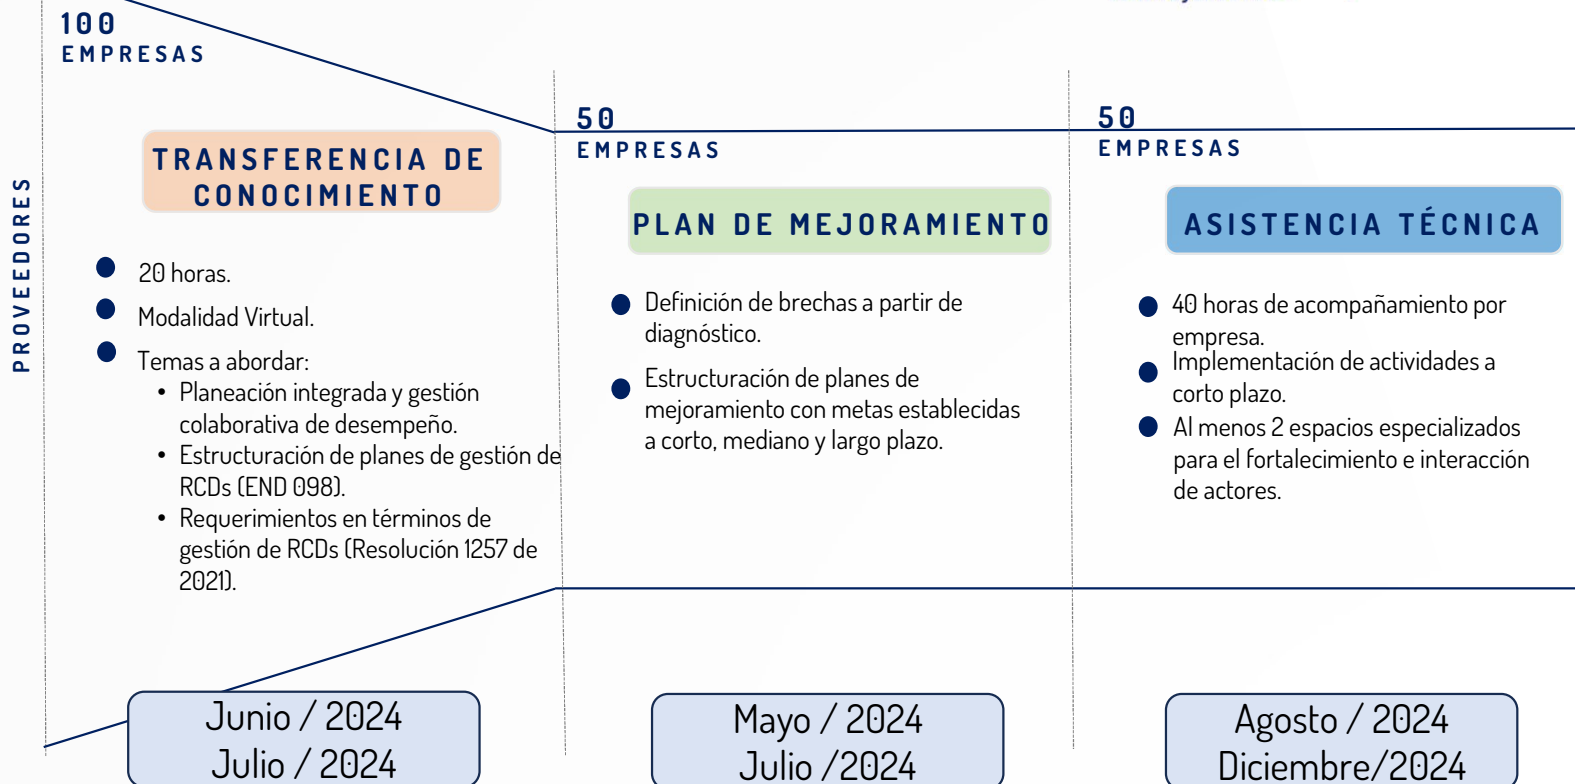 100
EMPRESAS
PROVEEDORES
TRANSFERENCIA DE
CONOCIMIENTO
20 horas.
Modalidad Virtual.
Temas a abordar:
• Planeación integrada y gestión
colaborativa de desempeño.
• Estructuración de planes de gestión de
RCDs (END 098).
• Requerimientos en términos de
gestión de RCDs (Resolución 1257 de
2021).
Junio / 2024
Julio / 2024
50
EMPRESAS
PLAN DE MEJORAMIENTO
Definición de brechas a partir de
diagnóstico.
Estructuración de planes de
mejoramiento con metas establecidas
a corto, mediano y largo plazo.
Mayo / 2024
Julio /2024
50
EMPRESAS
ASISTENCIA TÉCNICA
40 horas de acompañamiento por
empresa.
Implementación de actividades a
corto plazo.
Al menos 2 espacios especializados
para el fortalecimiento e interacción
de actores.
Agosto / 2024
Diciembre/2024